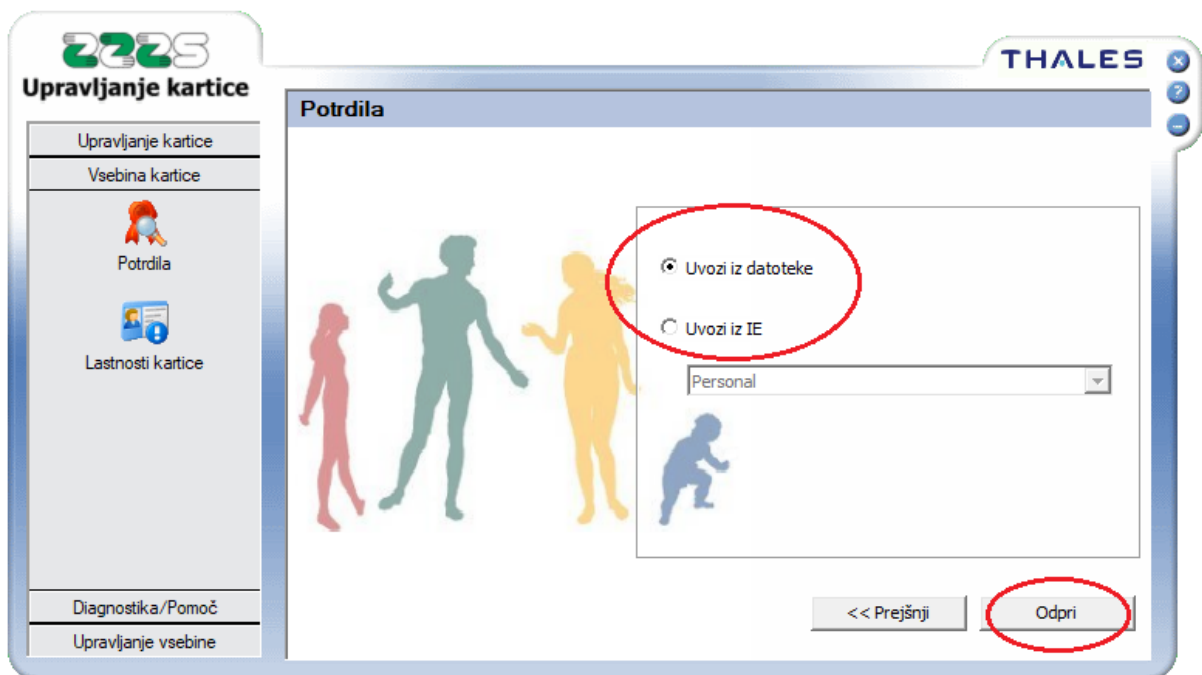 ZZZS
Upravljanje kartice
THALES
Potrdila
Upravljanje kartice
Vsebina kartice
Potrdila
Lastnosti kartice
Diagnostika/Pomoč
Upravljanje vsebine
Uvozi iz datoteke
Uvozi iz IE
Personal
<< Prejšnji
Odpri